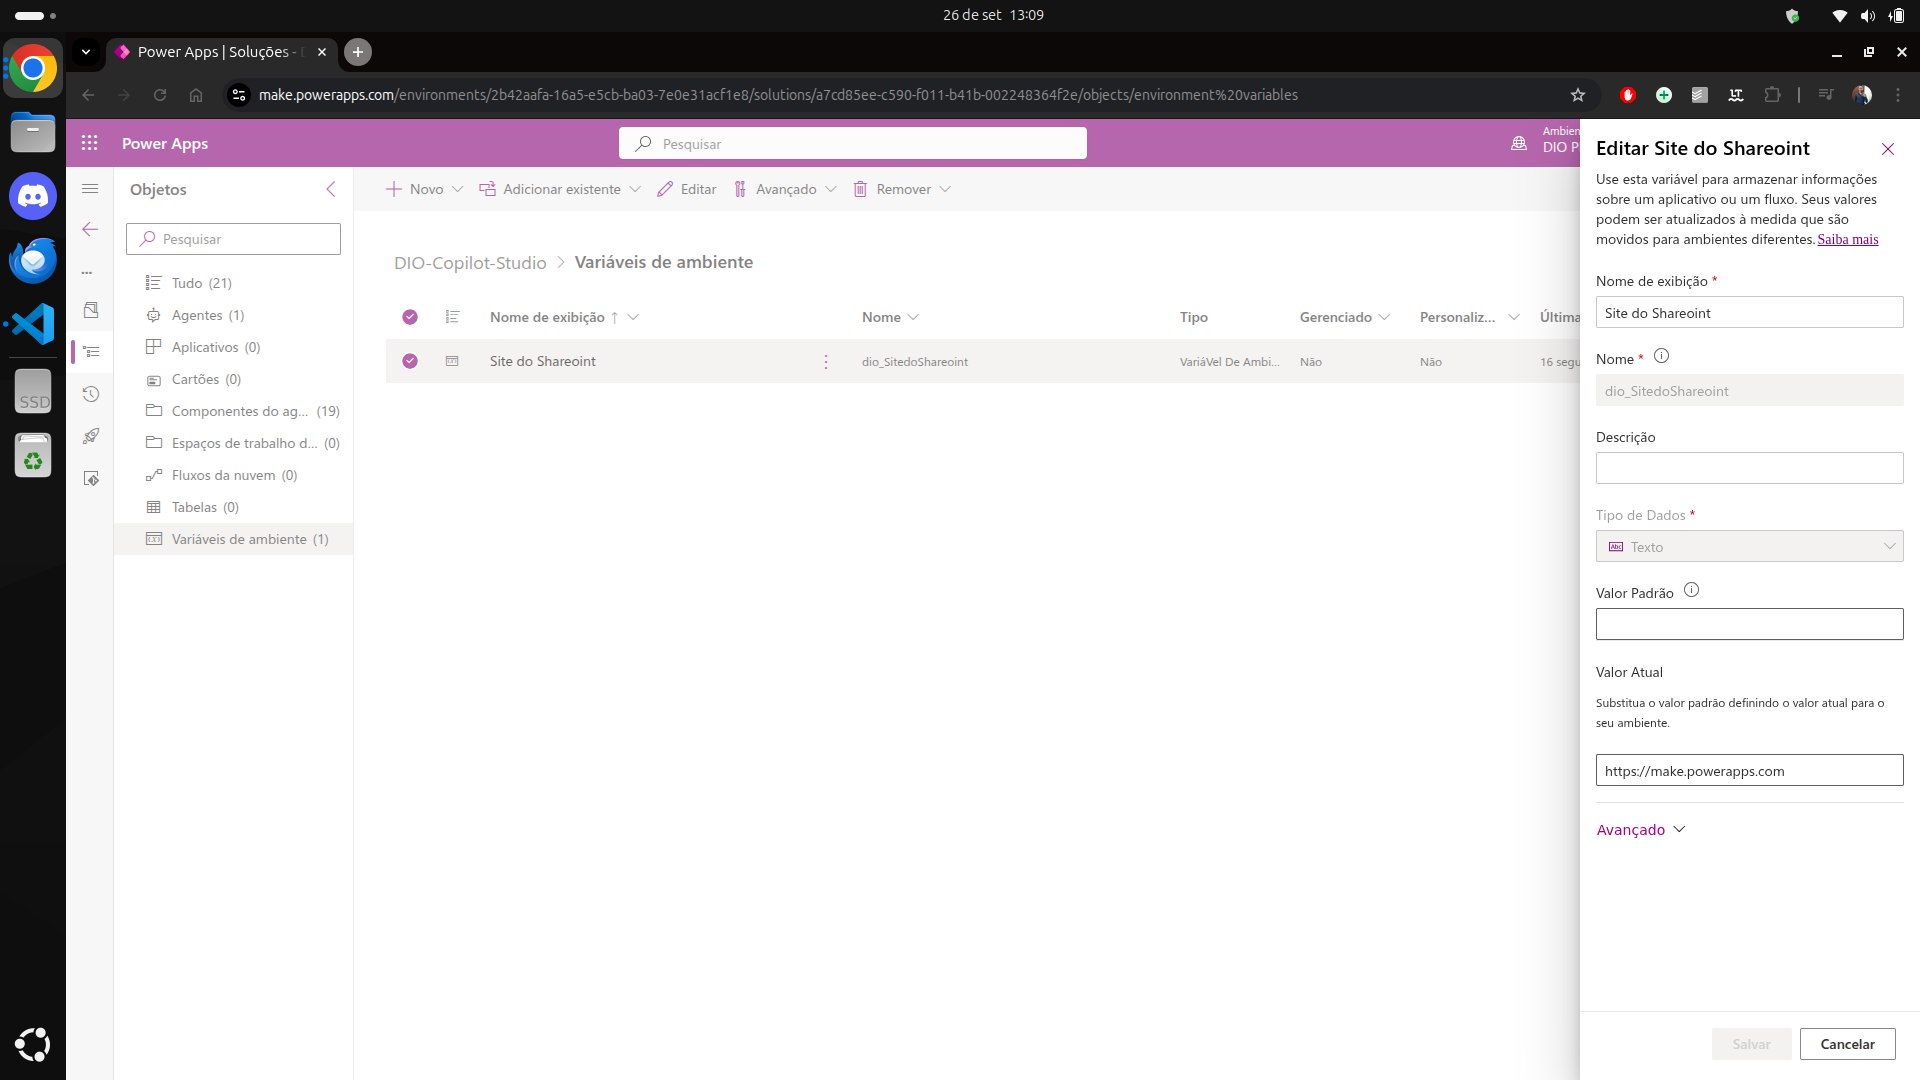 26 de set 13:09
Power Apps | Soluções -
make.powerapps.com/environments/2b42aafa-16a5-e5cb-ba03-7e0e31acf1e8/solutions/a7cd85ee-c590-f011-b41b-002248364f2e/objects/environment%20variables
Power Apps
Pesquisar
Ambien
DIO P
SSD
Objetos
Pesquisar
Tudo (21)
Agentes (1)
Aplicativos (0)
Cartões (0)
Componentes do ag... (19)
Espaços de trabalho d... (0)
Fluxos da nuvem (0)
Tabelas (0)
Variáveis de ambiente (1)
Novo
Adicionar existente
Editar
Avançado
Remover
DIO-Copilot-Studio > Variáveis de ambiente
Nome de exibição ↑ Nome Tipo Gerenciado Personaliz... Última
Site do Shareoint dio_SitedoShareoint VariáVel De Ambi... Não Não 16 segu
Editar Site do Shareoint
Use esta variável para armazenar informações
sobre um aplicativo ou um fluxo. Seus valores
podem ser atualizados à medida que são
movidos para ambientes diferentes. Saiba mais
Nome de exibição *
Site do Shareoint
Nome *
dio_SitedoShareoint
Descrição
Tipo de Dados *
Abc Texto
Valor Padrão
Valor Atual
Substitua o valor padrão definindo o valor atual para o
seu ambiente.
https://make.powerapps.com
Avançado
Salvar
Cancelar